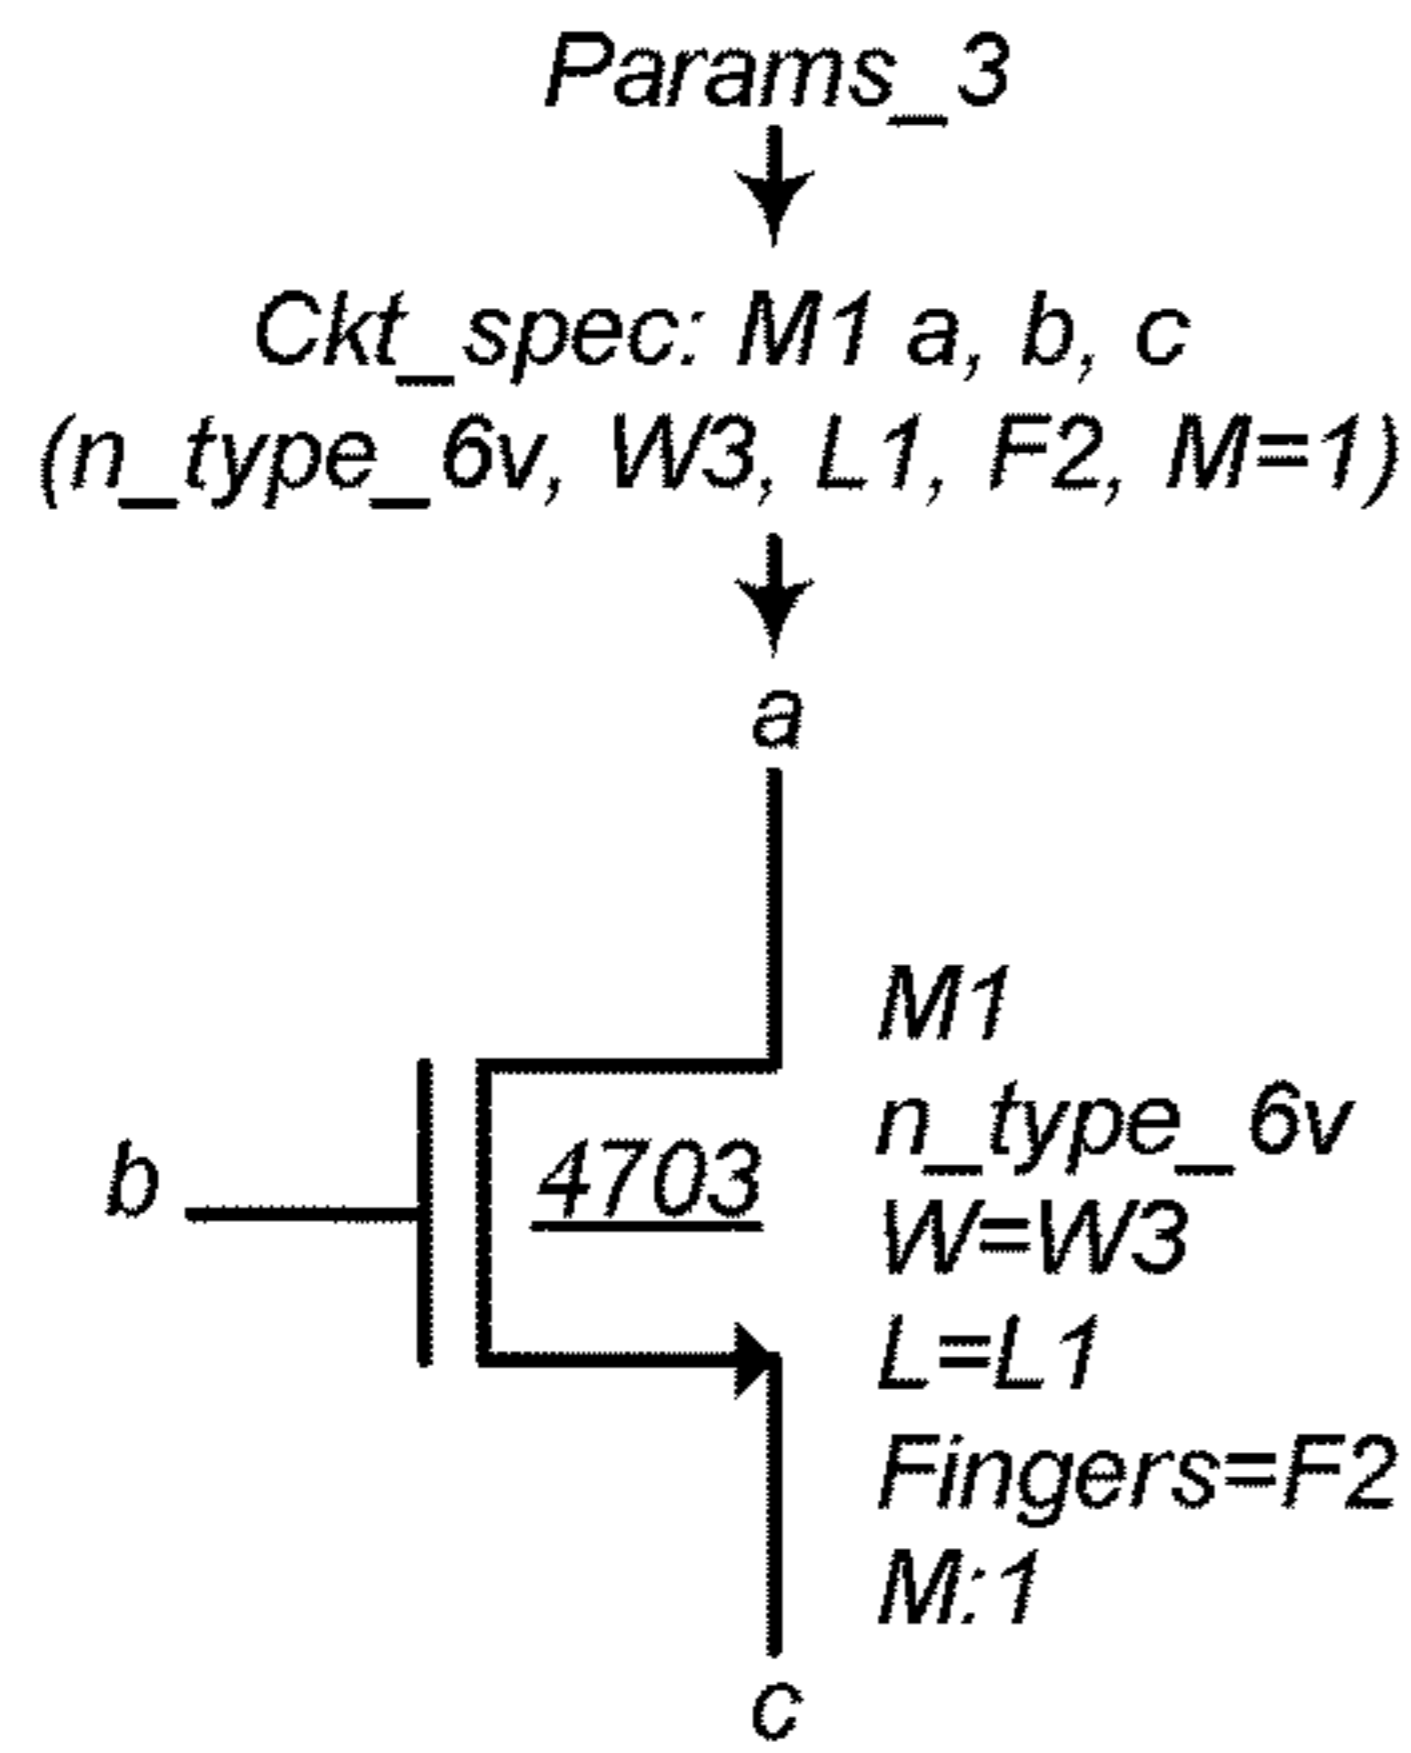 Params_3
Ckt_spec: M1 a, b, c
(n_type_6v, W3, L1, F2, M=1)
a
M1
n_type_6v
b
4703
W=W3
L=L1
Fingers=F2
M:1
c